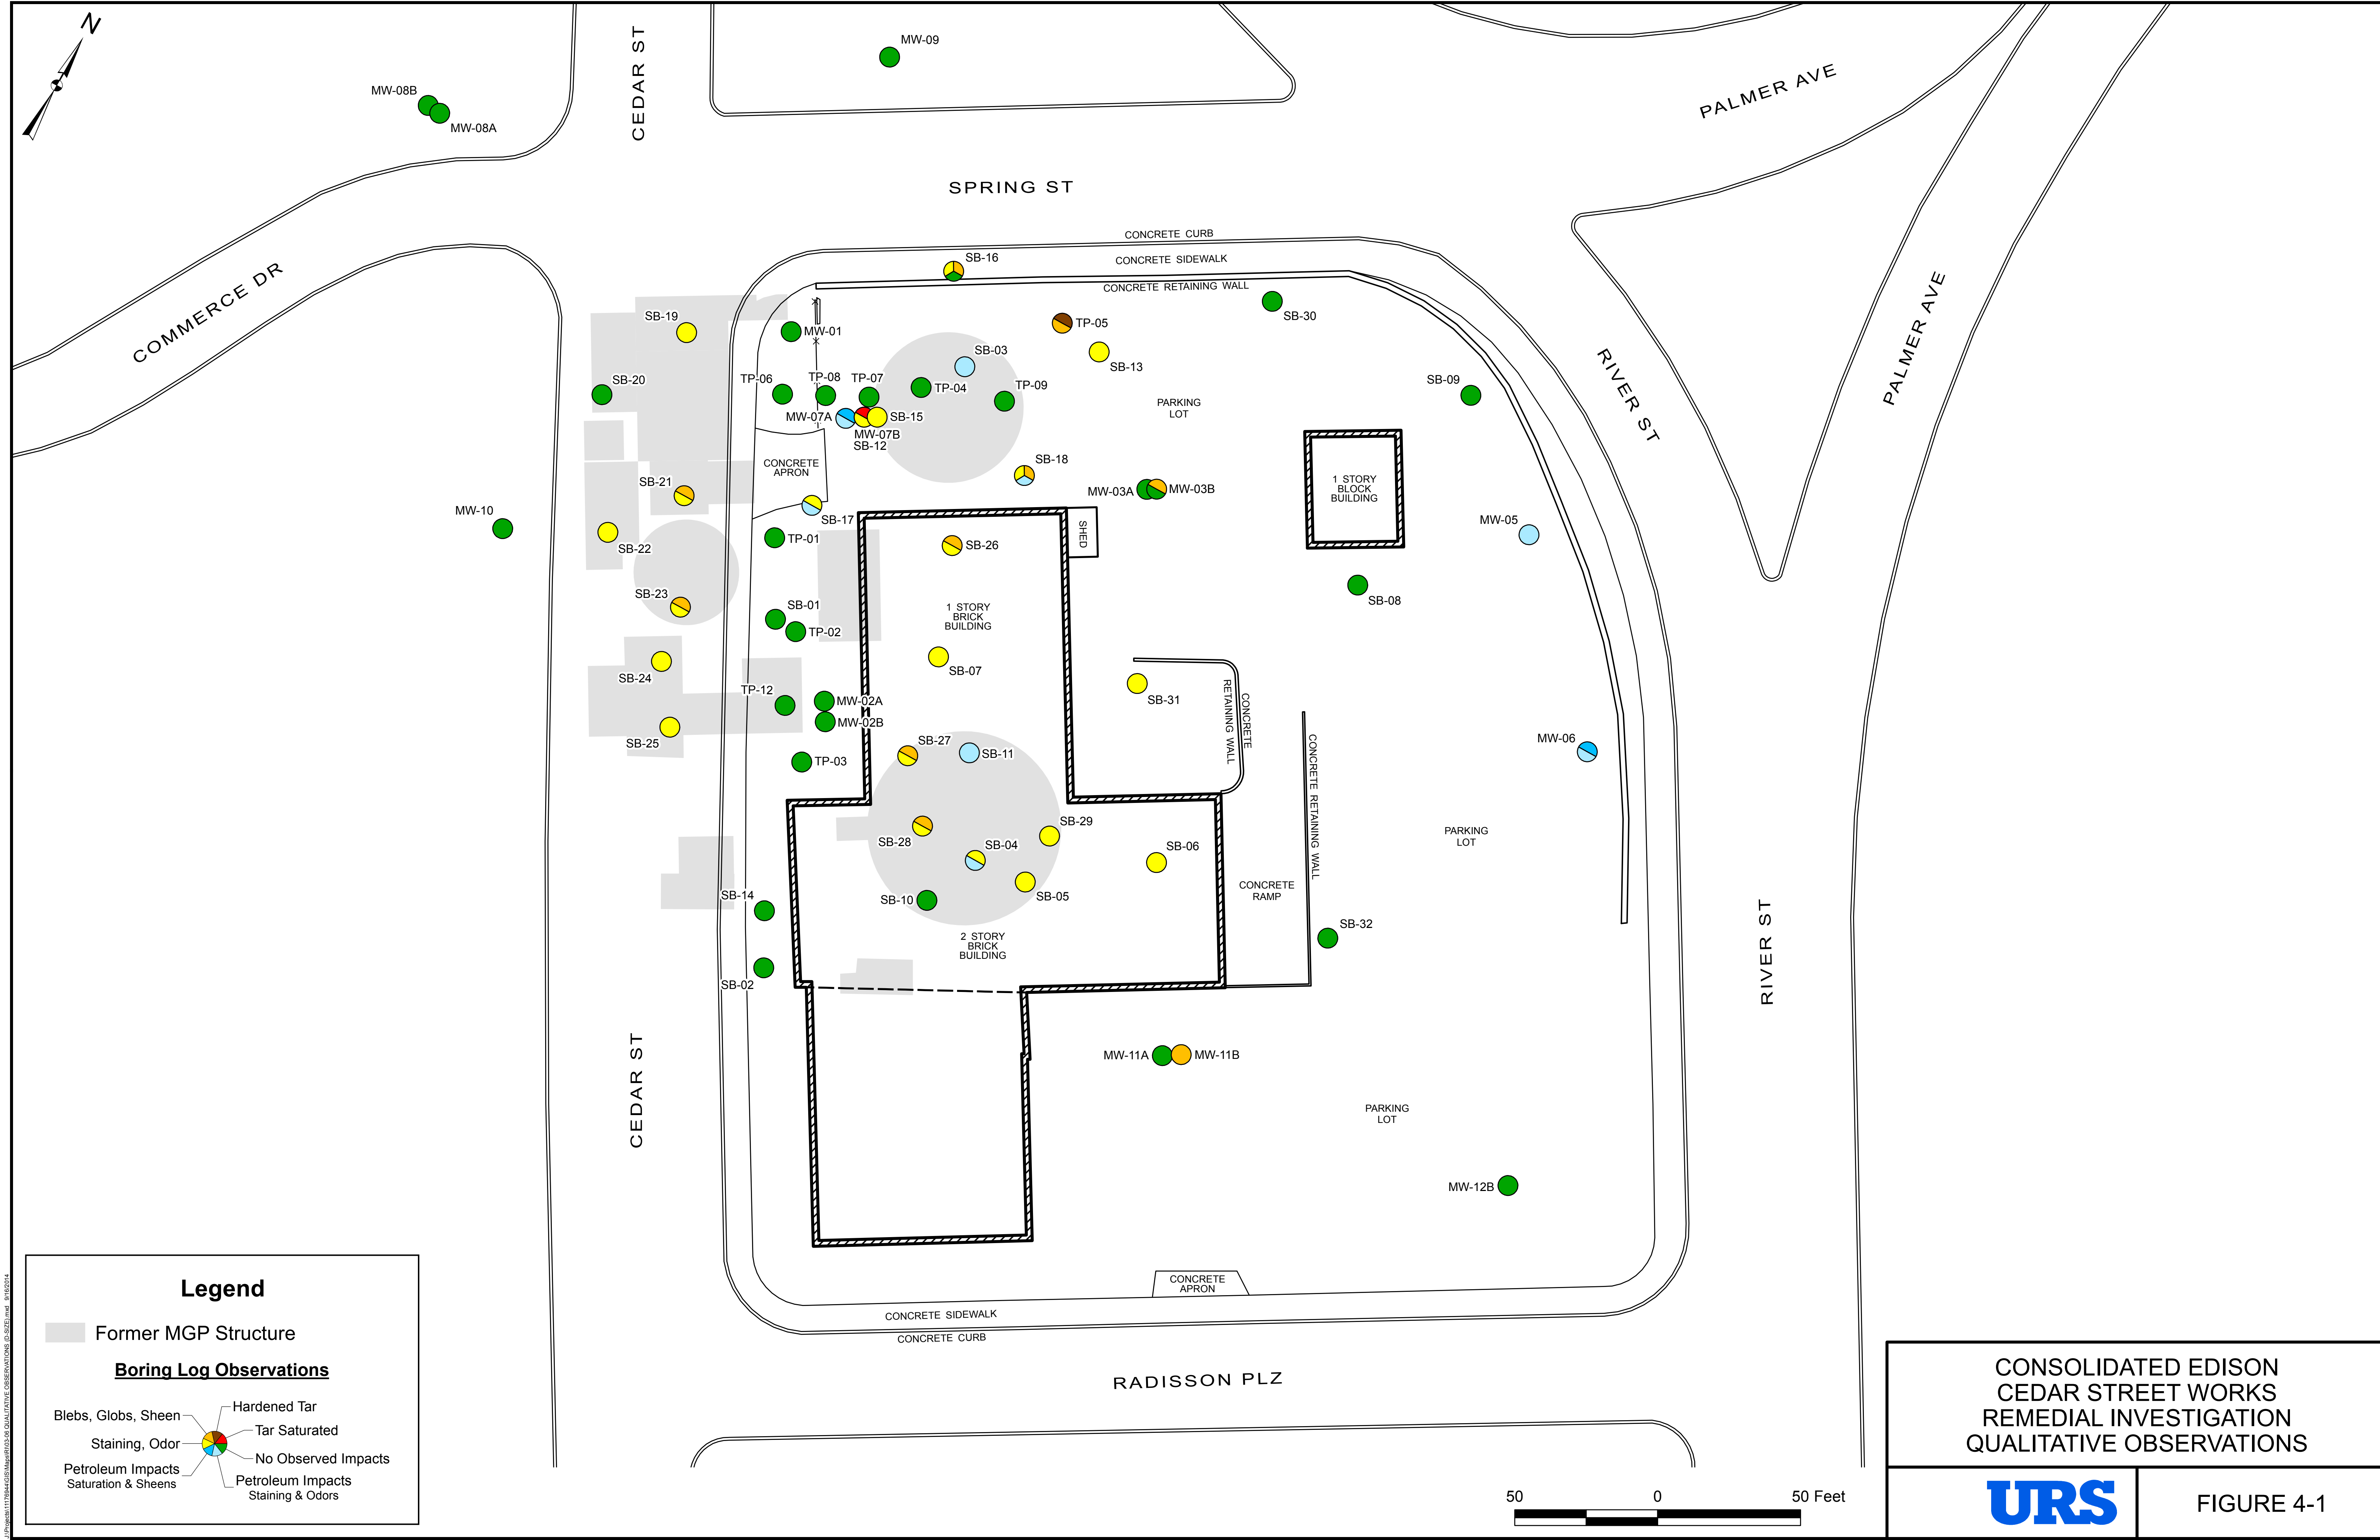 N
MW-09
MW-08B
MW-08A
CEDAR ST
PALMER AVE
SPRING ST
COMMERCE DR
CONCRETE CURB
SB-16
CONCRETE SIDEWALK
CONCRETE RETAINING WALL
SB-30
SB-19
MW-01
TP-05
SB-13
SB-03
SB-20
TP-06
TP-08
TP-07
TP-04
TP-09
SB-09
RIVER ST
PALMER AVE
PARKING
LOT
MW-07A
SB-15
MW-07B
SB-12
CONCRETE
APRON
SB-18
SB-21
MW-03A
MW-03B
1 STORY
BLOCK
BUILDING
MW-10
SB-17
MW-05
SB-22
TP-01
SB-26
SHED
SB-23
SB-01
TP-02
1 STORY
BRICK
BUILDING
SB-08
SB-24
SB-07
TP-12
MW-02A
MW-02B
SB-31
CONCRETE
RETAINING WALL
SB-25
TP-03
SB-27
SB-11
MW-06
CONCRETE RETAINING WALL
SB-28
SB-29
SB-04
SB-06
PARKING
LOT
SB-14
SB-10
SB-05
CONCRETE
RAMP
SB-32
2 STORY
BRICK
BUILDING
SB-02
RIVER ST
CEDAR ST
MW-11A
MW-11B
PARKING
LOT
MW-12B
CONCRETE
APRON
CONCRETE SIDEWALK
CONCRETE CURB
RADISSON PLZ
Legend
Former MGP Structure
Boring Log Observations
Hardened Tar
Blebs, Globs, Sheen
Tar Saturated
Staining, Odor
No Observed Impacts
Petroleum Impacts
Saturation & Sheens
Petroleum Impacts
Staining & Odors
50 0 50 Feet
CONSOLIDATED EDISON
CEDAR STREET WORKS
REMEDIAL INVESTIGATION
QUALITATIVE OBSERVATIONS
URS
FIGURE 4-1